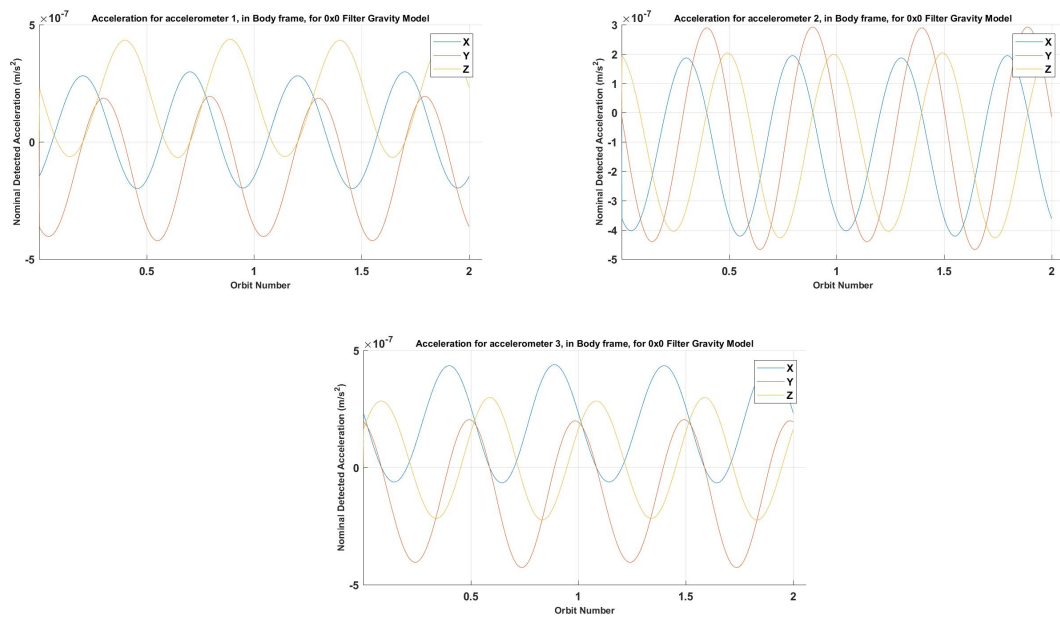 Acceleration for accelerometer 1, in Body frame, for 0x0 Filter Gravity Model
×10⁻⁷
5
0
-5
Nominal Detected Acceleration (m/s²)
0.5
1
1.5
2
Orbit Number
X
Y
Z
Acceleration for accelerometer 2, in Body frame, for 0x0 Filter Gravity Model
×10⁻⁷
3
2
1
0
-1
-2
-3
-4
-5
Nominal Detected Acceleration (m/s²)
0.5
1
1.5
2
Orbit Number
X
Y
Z
Acceleration for accelerometer 3, in Body frame, for 0x0 Filter Gravity Model
×10⁻⁷
5
0
-5
Nominal Detected Acceleration (m/s²)
0.5
1
1.5
2
Orbit Number
X
Y
Z